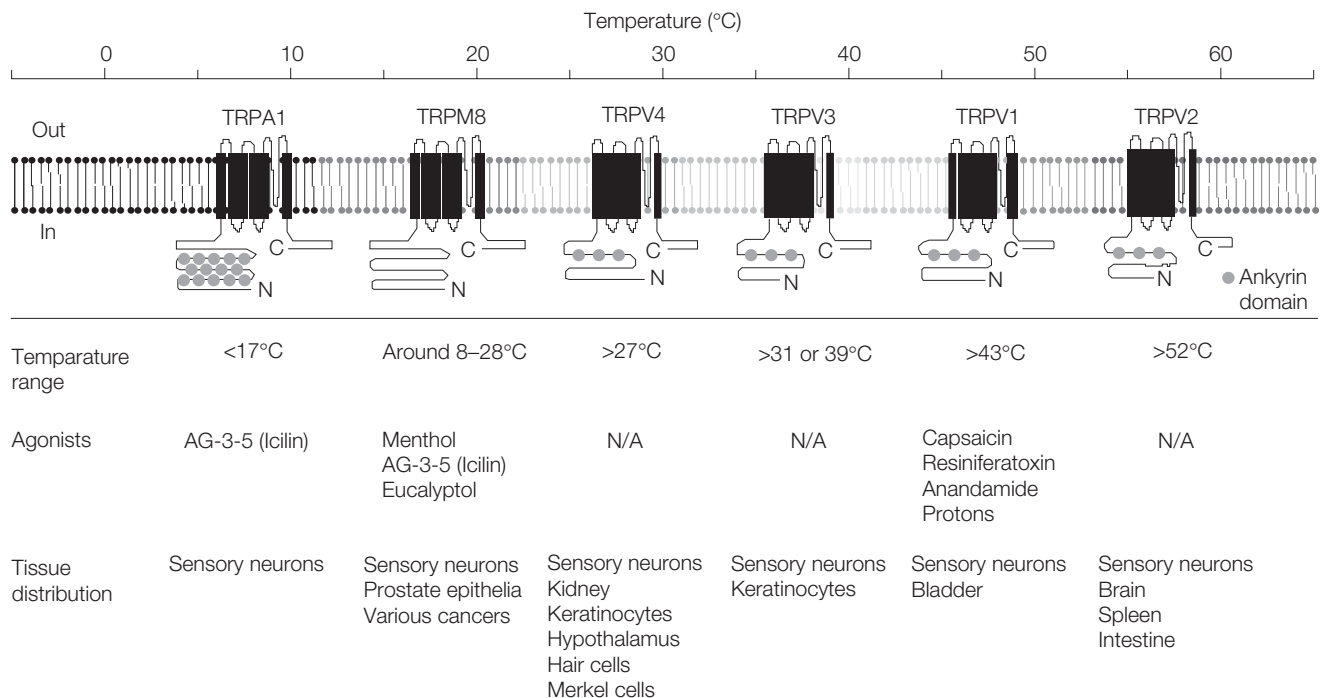 Temperature (°C)
0 10 20 30 40 50 60
TRPA1 TRPM8 TRPV4 TRPV3 TRPV1 TRPV2
Out
In
C C C C C C
N N N N N N
Ankyrin
domain
Temparature
range
<17°C Around 8–28°C >27°C >31 or 39°C >43°C >52°C
Agonists
AG-3-5 (Icilin)
Menthol
AG-3-5 (Icilin)
Eucalyptol
N/A
N/A
Capsaicin
Resiniferatoxin
Anandamide
Protons
N/A
Tissue
distribution
Sensory neurons
Sensory neurons
Prostate epithelia
Various cancers
Sensory neurons
Kidney
Keratinocytes
Hypothalamus
Hair cells
Merkel cells
Sensory neurons
Keratinocytes
Sensory neurons
Bladder
Sensory neurons
Brain
Spleen
Intestine